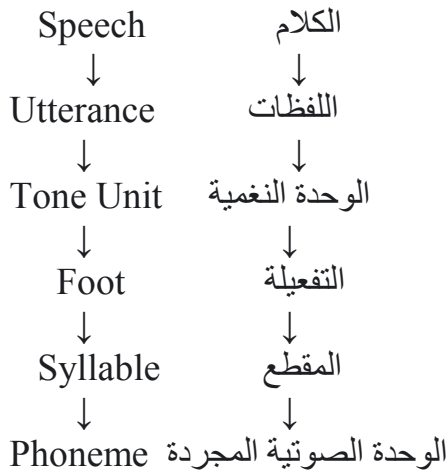 Speech الكلام
↓ ↓
Utterance اللفظات
↓ ↓
Tone Unit الوحدة النغمية
↓ ↓
Foot التفعيلة
↓ ↓
Syllable المقطع
↓ ↓
Phoneme الوحدة الصوتية المجردة